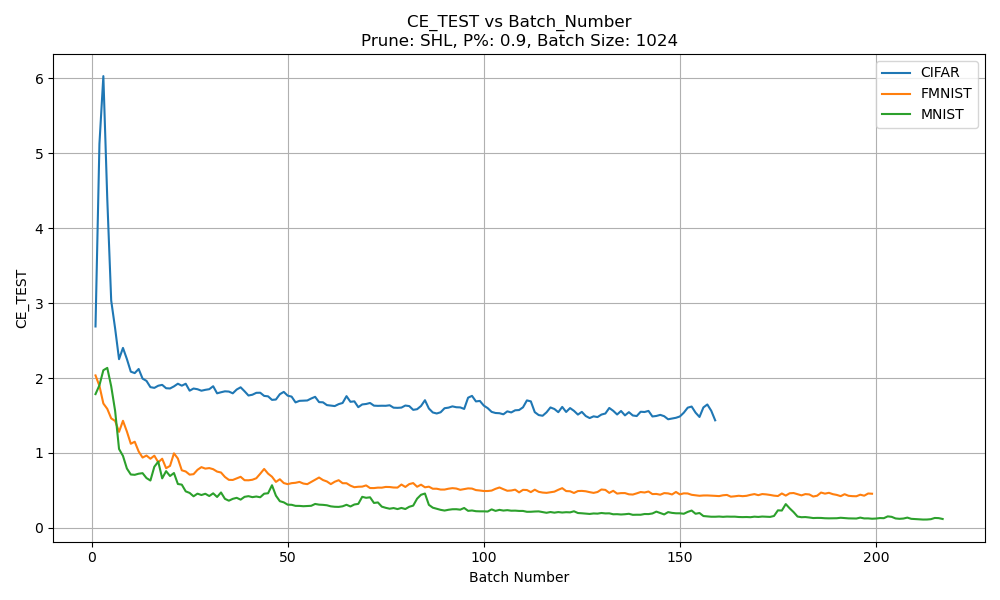 CE_TEST vs Batch_Number
Prune: SHL, P%: 0.9, Batch Size: 1024
CIFAR
FMNIST
MNIST
6
5
4
3
2
1
0
CE_TEST
0
50
100
150
200
Batch Number